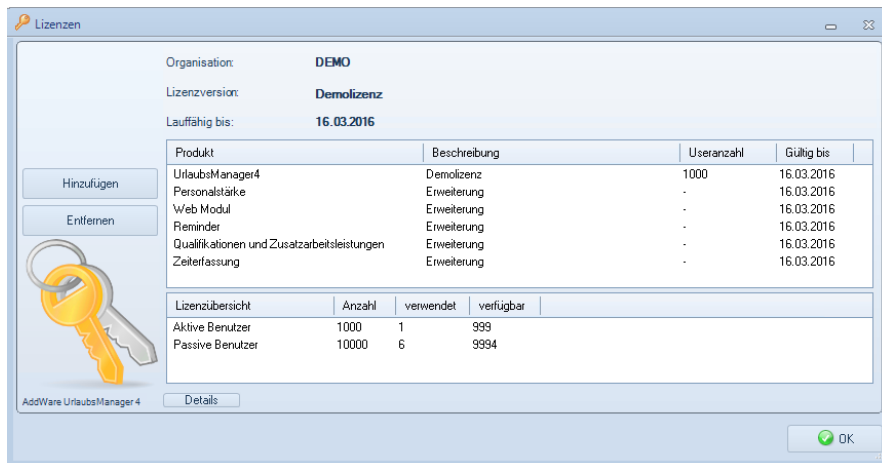 Lizenzen
Organisation: DEMO
Lizenzversion: Demolizenz
Lauffähig bis: 16.03.2016
Hinzufügen
Entfernen
AddWare UrlaubsManager 4
Produkt Beschreibung Useranzahl Gültig bis
UrlaubsManager4 Demolizenz 1000 16.03.2016
Personalstärke Erweiterung - 16.03.2016
Web Modul Erweiterung - 16.03.2016
Reminder Erweiterung - 16.03.2016
Qualifikationen und Zusatzarbeitsleistungen Erweiterung - 16.03.2016
Zeiterfassung Erweiterung - 16.03.2016
Lizenzübersicht Anzahl verwendet verfügbar
Aktive Benutzer 1000 1 999
Passive Benutzer 10000 6 9994
Details
OK